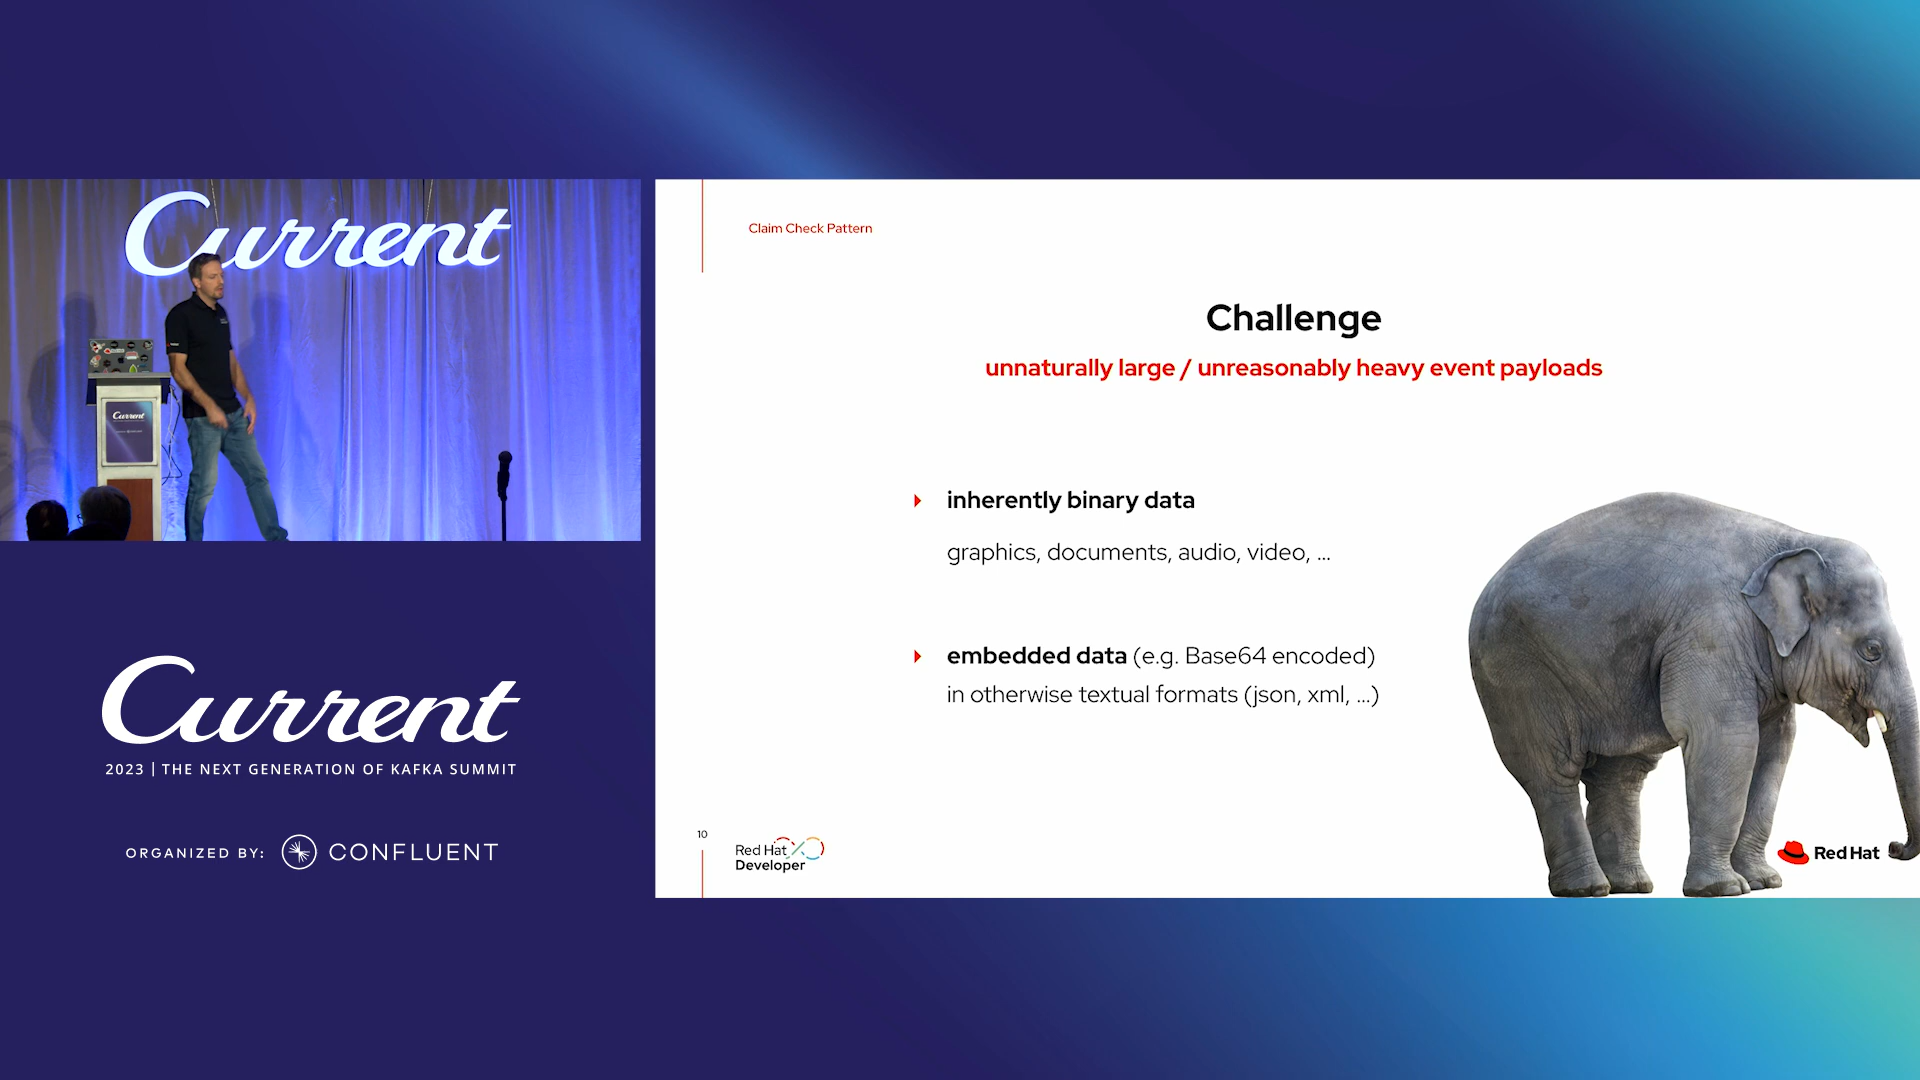 Current
Current
Current
2023 | THE NEXT GENERATION OF KAFKA SUMMIT
ORGANIZED BY: CONFLUENT
Claim Check Pattern
Challenge
unnaturally large / unreasonably heavy event payloads
inherently binary data
graphics, documents, audio, video, ...
embedded data (e.g. Base64 encoded)
in otherwise textual formats (json, xml, ...)
10
Red Hat
Developer
Red Hat